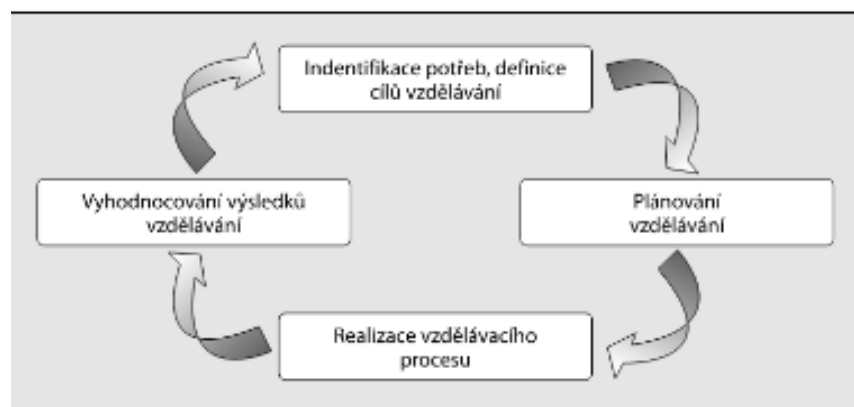 Indentifikace potřeb, definice
cílů vzdělávání
Vyhodnocování výsledků
vzdělávání
Plánování
vzdělávání
Realizace vzdělávacího
procesu